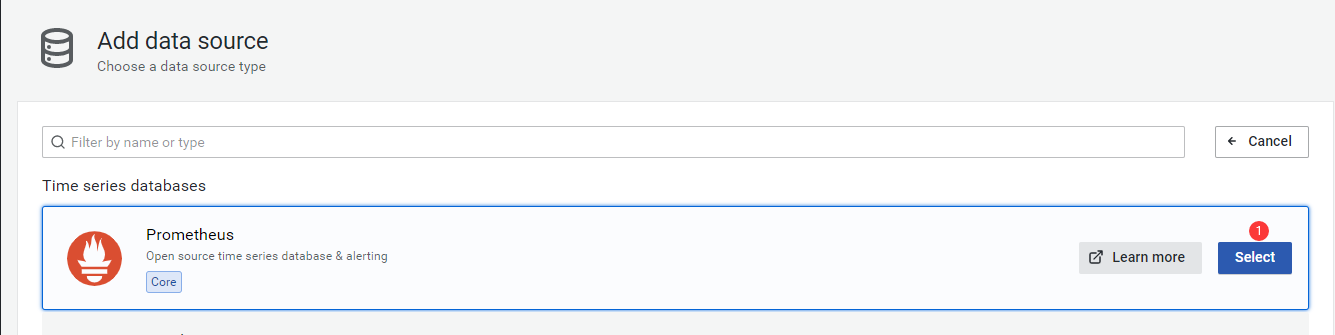 Add data source
Choose a data source type
Filter by name or type
Cancel
Time series databases
Prometheus
Open source time series database & alerting
Core
Learn more
1
Select